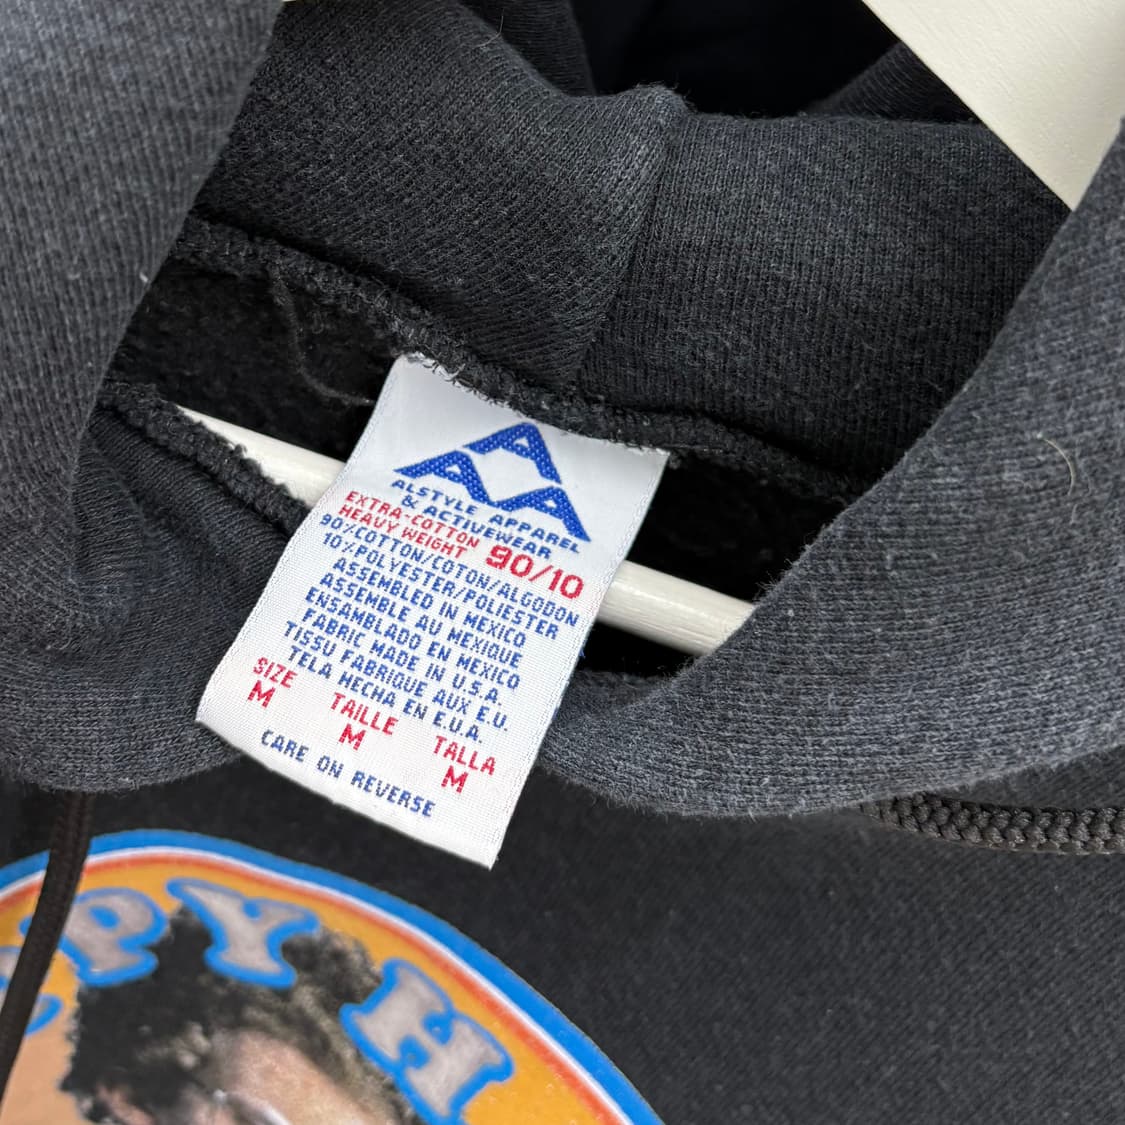 AAA
ALSTYLE APPAREL
& ACTIVEWEAR
EXTRA-COTTON
HEAVY WEIGHT 90/10
90%COTTON/COTON/ALGODON
10%POLYESTER/POLIESTER
ASSEMBLED IN MEXICO
ASSEMBLE AU MEXIQUE
ENSAMBLADO EN MEXICO
FABRIC MADE IN U.S.A.
TISSU FABRIQUE AUX E.U.
TELA HECHA EN E.U.A.
SIZE TAILLE TALLA
M M M
CARE ON REVERSE
PY H